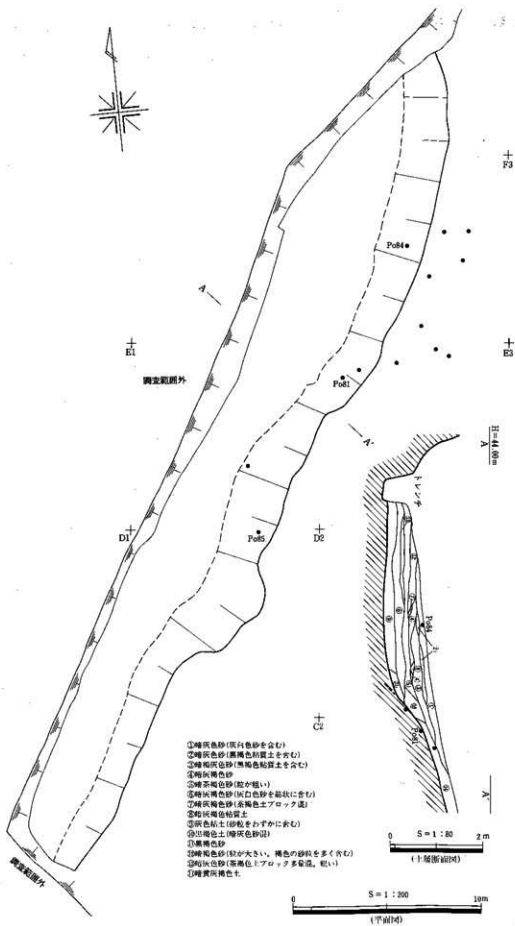 F3
Po84
A
E1
E3
調査範囲外
Po81
A'
H=44.00m
A
トレンチ
D1
Po85
D2
Po84
Po81
C2
A'
①暗灰色砂(灰白色砂を含む)
②暗灰色砂(黒褐色粘質土を含む)
③暗褐灰色砂(黒褐色粘質土を含む)
④暗灰褐色砂
⑤暗茶褐色砂(粒が粗い)
⑥暗灰褐色砂(灰白色砂を縞状に含む)
⑦暗灰褐色砂(茶褐色土ブロック混)
⑧暗灰褐色粘質土
⑨灰色粘土(砂粒をわずかに含む)
⑩黒褐色土(暗灰色砂混)
⑪黒褐色砂
⑫暗褐色砂(粒が大きい。褐色の砂粒を多く含む)
⑬暗灰色砂(茶褐色土ブロック多量混。粗い)
暗黄灰褐色土
S=1:80
0 2m
(土層断面図)
調査範囲外
S=1:200
0 10m
(平面図)